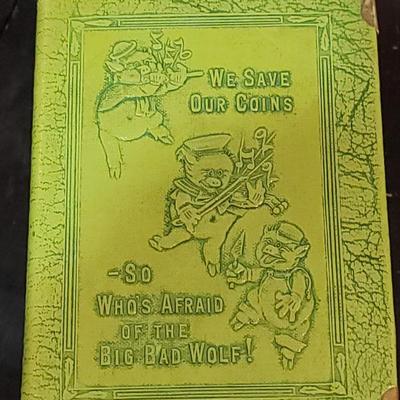 WE SAVE
OUR COINS
-SO
WHO'S AFRAID
OF THE
BIG BAD WOLF!